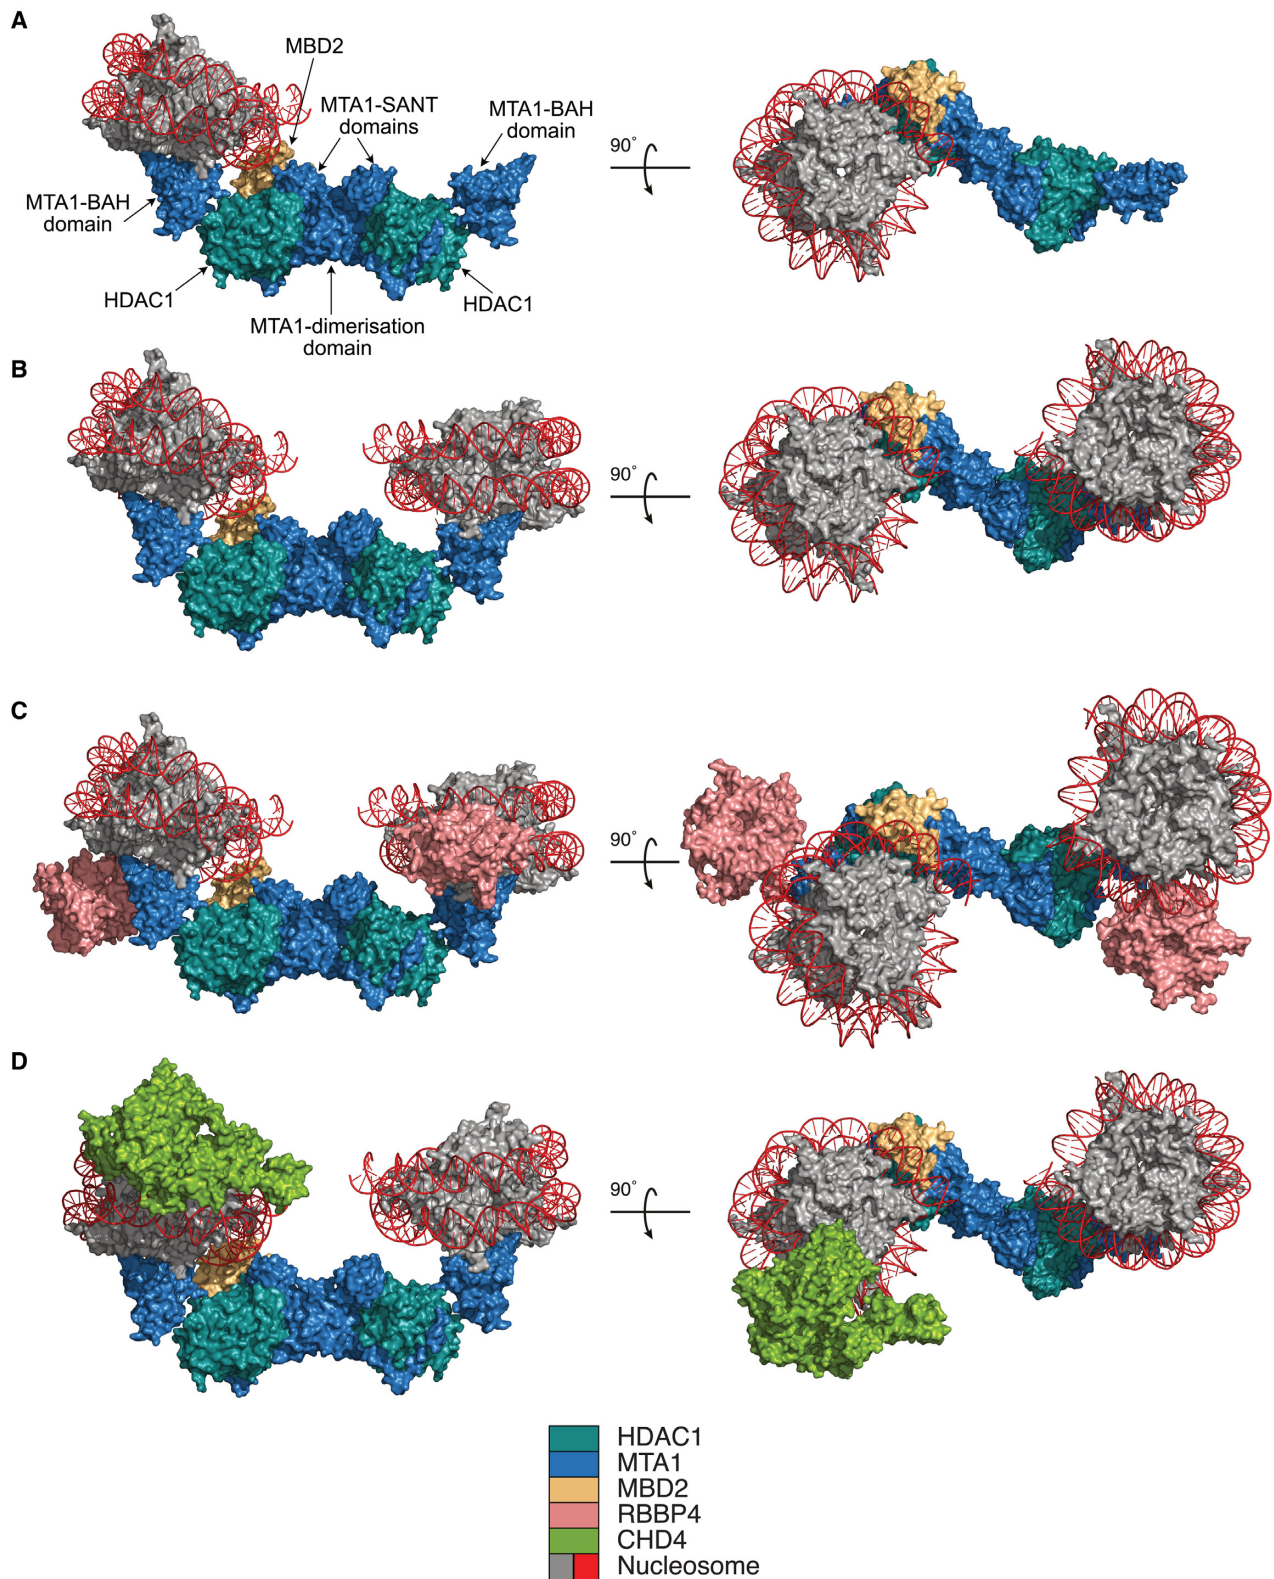 A
MBD2
MTA1-SANT
domains
MTA1-BAH
domain
90°
MTA1-BAH
domain
HDAC1
HDAC1
MTA1-dimerisation
domain
B
90°
C
90°
D
90°
HDAC1
MTA1
MBD2
RBBP4
CHD4
Nucleosome